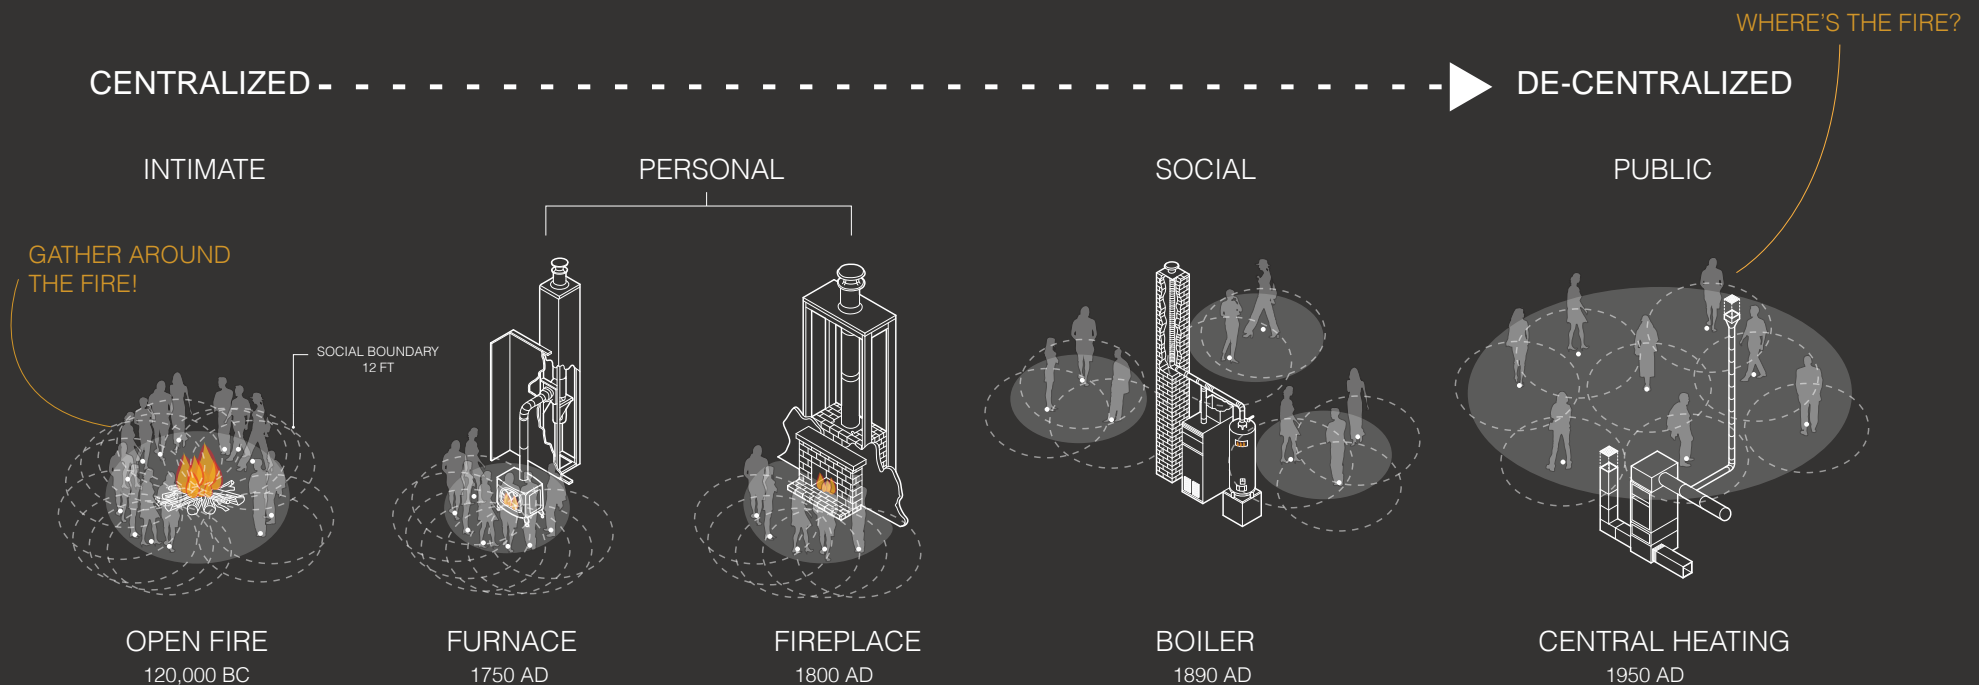 WHERE'S THE FIRE?
CENTRALIZED
DE-CENTRALIZED
INTIMATE
PERSONAL
SOCIAL
PUBLIC
GATHER AROUND
THE FIRE!
SOCIAL BOUNDARY
12 FT
OPEN FIRE
120,000 BC
FURNACE
1750 AD
FIREPLACE
1800 AD
BOILER
1890 AD
CENTRAL HEATING
1950 AD